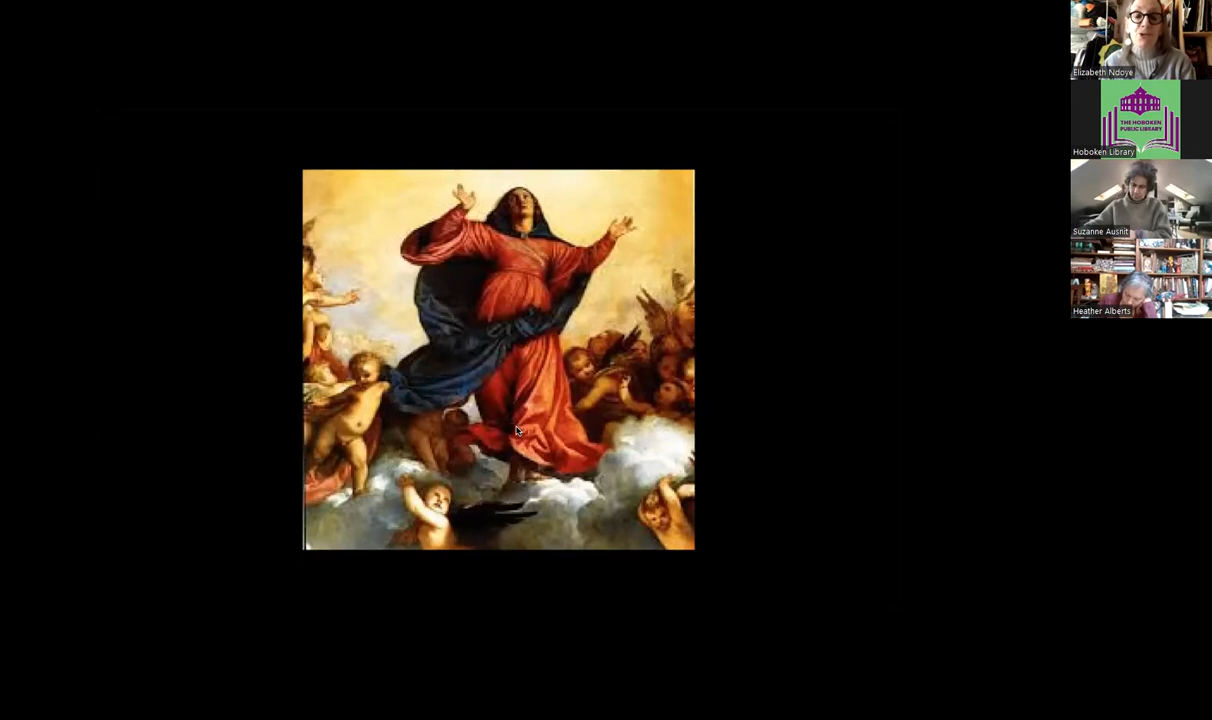 Elizabeth Ndoye
THE HOBOKEN
PUBLIC LIBRARY
Hoboken Library
Suzanne Ausnit
Heather Alberts